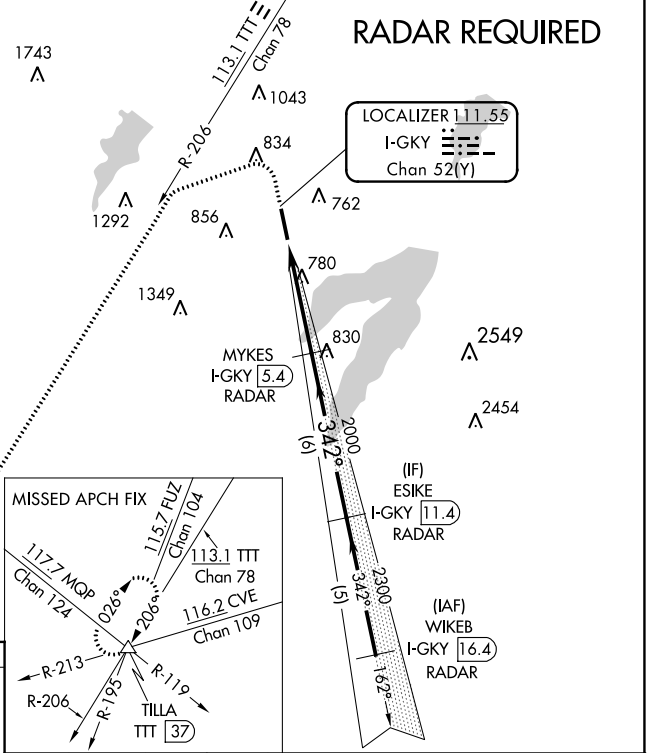 RADAR REQUIRED
1743
113.1 TTT
Chan 78
1043
R-206
834
LOCALIZER 111.55
I-GKY
Chan 52(Y)
1292
762
856
780
1349
830
2549
MYKES
I-GKY 5.4
RADAR
2454
2000
342°
(6)
(IF)
ESIKE
I-GKY 11.4
RADAR
2300
342°
(5)
(IAF)
WIKEB
I-GKY 16.4
RADAR
162°
MISSED APCH FIX
115.7 FUZ
Chan 104
113.1 TTT
Chan 78
117.7 MQP
Chan 124
026°
206°
116.2 CVE
Chan 109
R-213
R-206
R-195
R-119
TILLA
TTT 37